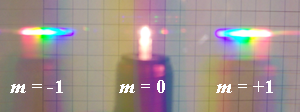 m = -1 m = 0 m = +1